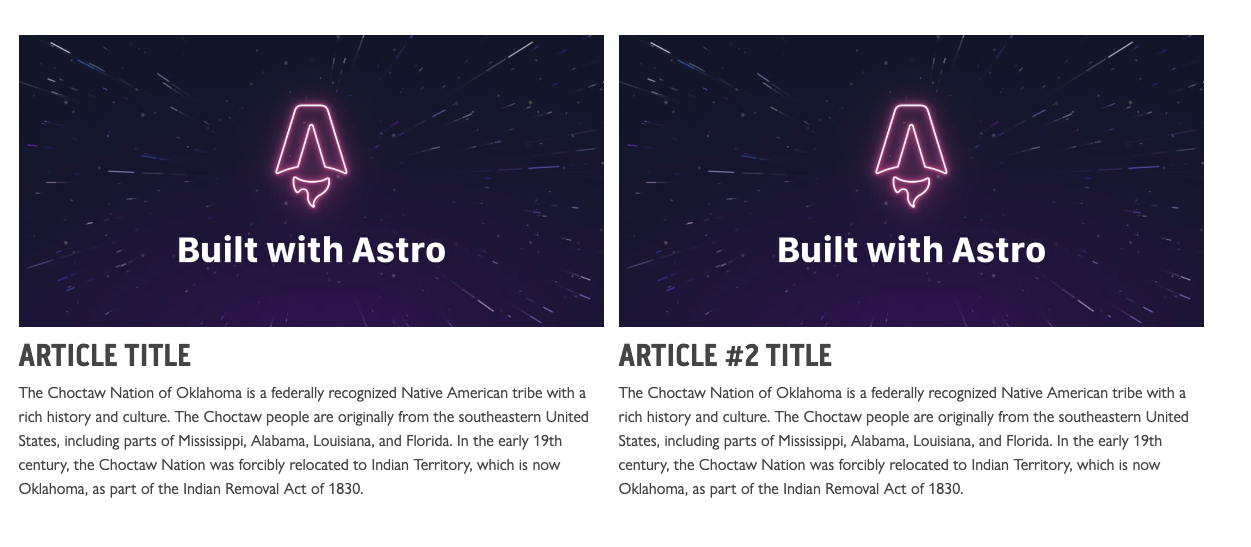 Built with Astro
ARTICLE TITLE
The Choctaw Nation of Oklahoma is a federally recognized Native American tribe with a
rich history and culture. The Choctaw people are originally from the southeastern United
States, including parts of Mississippi, Alabama, Louisiana, and Florida. In the early 19th
century, the Choctaw Nation was forcibly relocated to Indian Territory, which is now
Oklahoma, as part of the Indian Removal Act of 1830.
Built with Astro
ARTICLE #2 TITLE
The Choctaw Nation of Oklahoma is a federally recognized Native American tribe with a
rich history and culture. The Choctaw people are originally from the southeastern United
States, including parts of Mississippi, Alabama, Louisiana, and Florida. In the early 19th
century, the Choctaw Nation was forcibly relocated to Indian Territory, which is now
Oklahoma, as part of the Indian Removal Act of 1830.